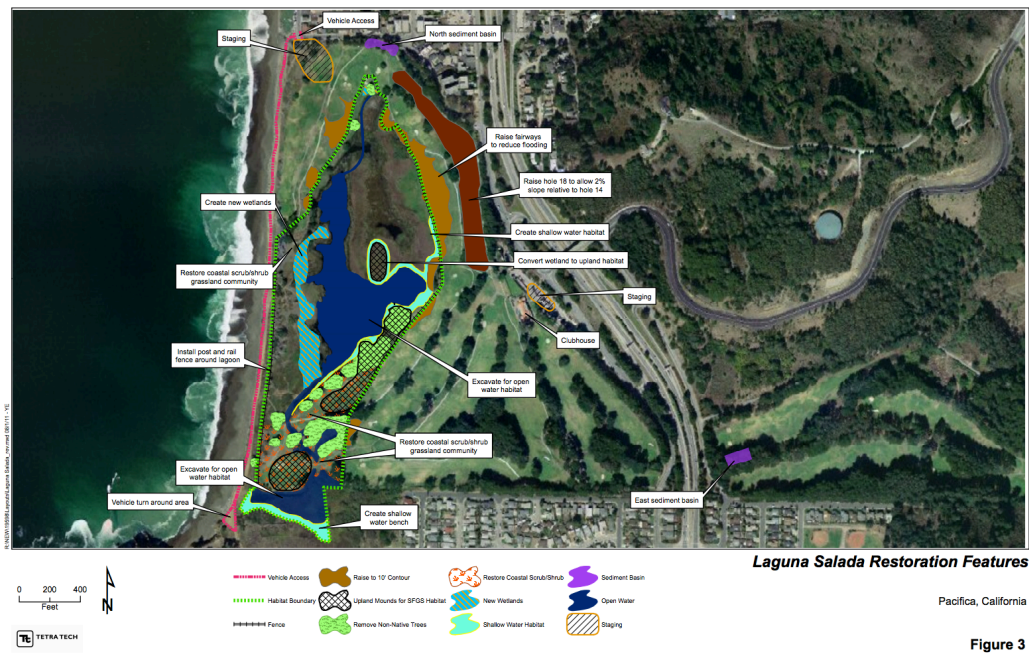 Vehicle Access
Staging
North sediment basin
Raise fairways
to reduce flooding
Raise hole 18 to allow 2%
slope relative to hole 14
Create new wetlands
Create shallow water habitat
Convert wetland to upland habitat
Restore coastal scrub/shrub
grassland community
Staging
Clubhouse
Install post and rail
fence around lagoon
Excavate for open
water habitat
Restore coastal scrub/shrub
grassland community
Excavate for open
water habitat
Vehicle turn around area
East sediment basin
Create shallow
water bench
Laguna Salada Restoration Features
Pacifica, California
Figure 3
Vehicle Access
Habitat Boundary
Fence
Raise to 10' Contour
Upland Mounds for SFGS Habitat
Remove Non-Native Trees
Restore Coastal Scrub/Shrub
New Wetlands
Shallow Water Habitat
Sediment Basin
Open Water
Staging
0 200 400
Feet
N
Tt
TETRA TECH